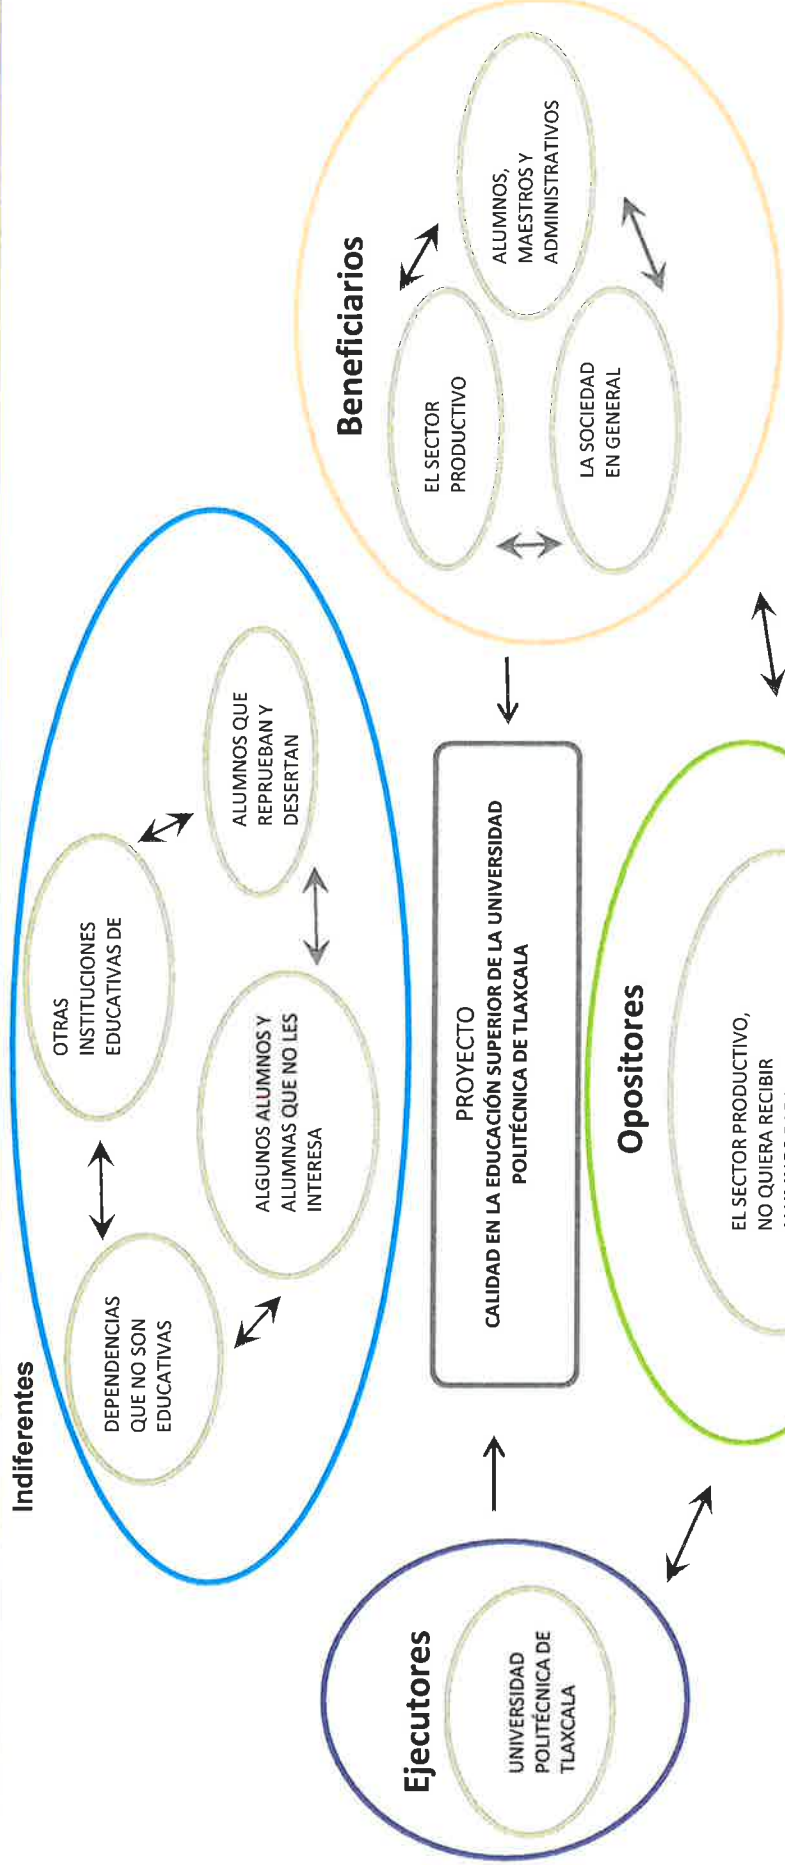 Indiferentes
DEPENDENCIAS
QUE NO SON
EDUCATIVAS
OTRAS
INSTITUCIONES
EDUCATIVAS DE
ALGUNOS ALUMNOS Y
ALUMNAS QUE NO LES
INTERESA
ALUMNOS QUE
REPRUEBAN Y
DESERTAN
Beneficiarios
EL SECTOR
PRODUCTIVO
ALUMNOS,
MAESTROS Y
ADMINISTRATIVOS
LA SOCIEDAD
EN GENERAL
Ejecutores
UNIVERSIDAD
POLITÉCNICA DE
TLAXCALA
PROYECTO
CALIDAD EN LA EDUCACIÓN SUPERIOR DE LA UNIVERSIDAD
POLITÉCNICA DE TLAXCALA
Opositores
EL SECTOR PRODUCTIVO,
NO QUIERA RECIBIR